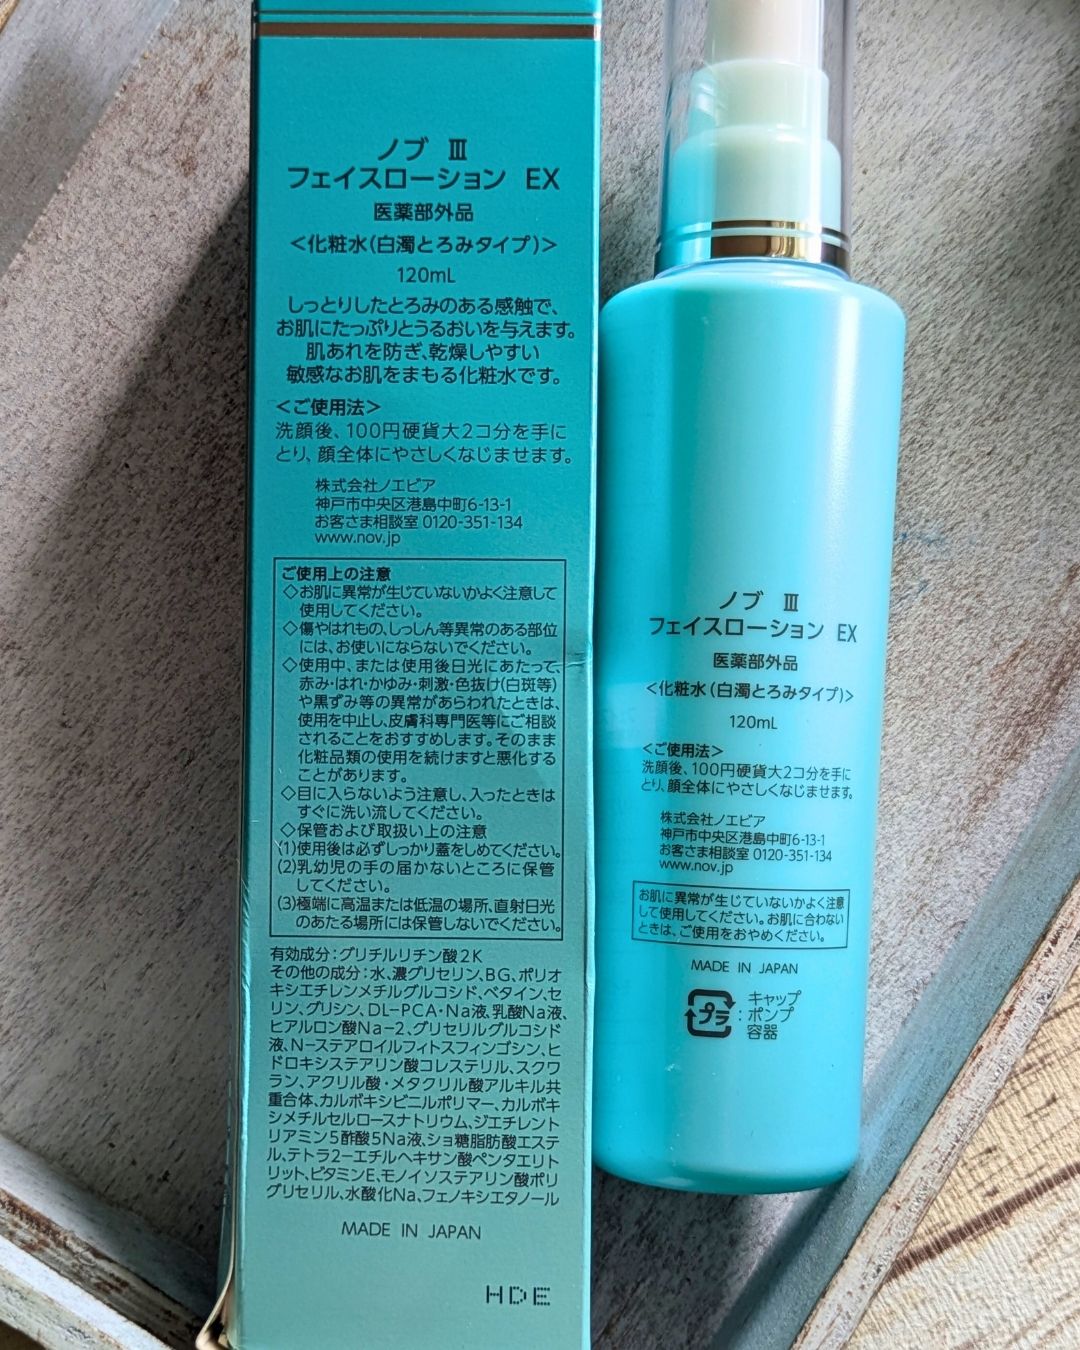 ノブ Ⅲ
フェイスローション EX
医薬部外品
＜化粧水（白濁とろみタイプ）＞
120mL
しっとりしたとろみのある感触で、
お肌にたっぷりとうるおいを与えます。
肌あれを防ぎ、乾燥しやすい
敏感なお肌をまもる化粧水です。
＜ご使用法＞
洗顔後、100円硬貨大2コ分を手に
とり、顔全体にやさしくなじませます。
株式会社ノエビア
神戸市中央区港島中町6-13-1
お客さま相談室 0120-351-134
www.nov.jp
ご使用上の注意
◇お肌に異常が生じていないかよく注意して
使用してください。
◇傷やはれもの、しっしん等異常のある部位
には、お使いにならないでください。
◇使用中、または使用後日光にあたって、
赤み・はれ・かゆみ・刺激・色抜け（白斑等）
や黒ずみ等の異常があらわれたときは、
使用を中止し、皮膚科専門医等にご相談
されることをおすすめします。そのまま
化粧品類の使用を続けますと悪化する
ことがあります。
◇目に入らないよう注意し、入ったときは
すぐに洗い流してください。
◇保管および取扱い上の注意
(1)使用後は必ずしっかり蓋をしめてください。
(2)乳幼児の手の届かないところに保管
してください。
(3)極端に高温または低温の場所、直射日光
のあたる場所には保管しないでください。
有効成分：グリチルリチン酸2K
その他の成分：水、濃グリセリン、BG、ポリオ
キシエチレンメチルグルコシド、ベタイン、セ
リン、グリシン、DL-PCA・Na液、乳酸Na液、
ヒアルロン酸Na-2、グリセリルグルコシド
液、N-ステアロイルフィトスフィンゴシン、ヒ
ドロキシステアリン酸コレステリル、スクワ
ラン、アクリル酸・メタクリル酸アルキル共
重合体、カルボキシビニルポリマー、カルボキ
シメチルセルロースナトリウム、ジエチレント
リアミン5酢酸5Na液、ショ糖脂肪酸エステ
ル、テトラ2-エチルヘキサン酸ペンタエリト
リット、ビタミンE、モノイソステアリン酸ポリ
グリセリル、水酸化Na、フェノキシエタノール
MADE IN JAPAN
HDE
ノブ Ⅲ
フェイスローション EX
医薬部外品
＜化粧水（白濁とろみタイプ）＞
120mL
＜ご使用法＞
洗顔後、100円硬貨大2コ分を手に
とり、顔全体にやさしくなじませます。
株式会社ノエビア
神戸市中央区港島中町6-13-1
お客さま相談室 0120-351-134
www.nov.jp
お肌に異常が生じていないかよく注意
して使用してください。お肌に合わない
ときは、ご使用をおやめください。
MADE IN JAPAN
キャップ
プラ：ポンプ
容器